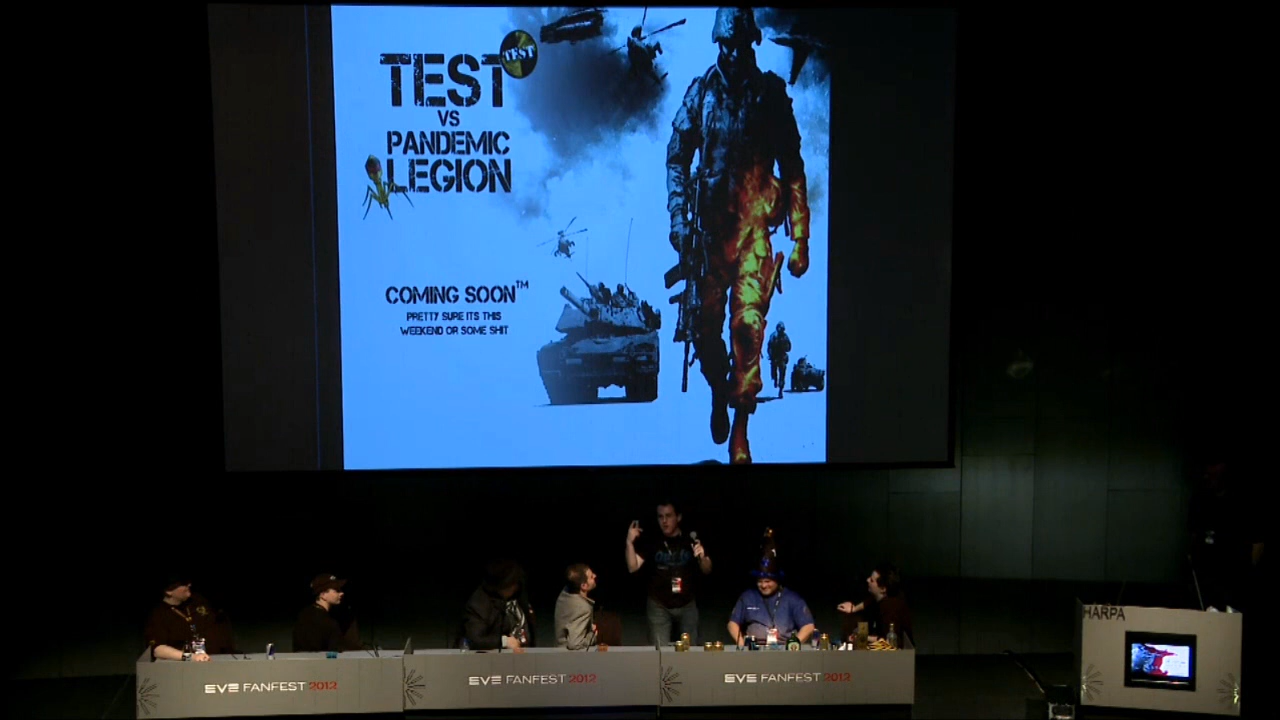 TEST
TEST
VS
PANDEMIC
LEGION
COMING SOON™
PRETTY SURE ITS THIS
WEEKEND OR SOME SHIT
HARPA
EVE FANFEST 2012
EVE FANFEST 2012
EVE FANFEST 2012